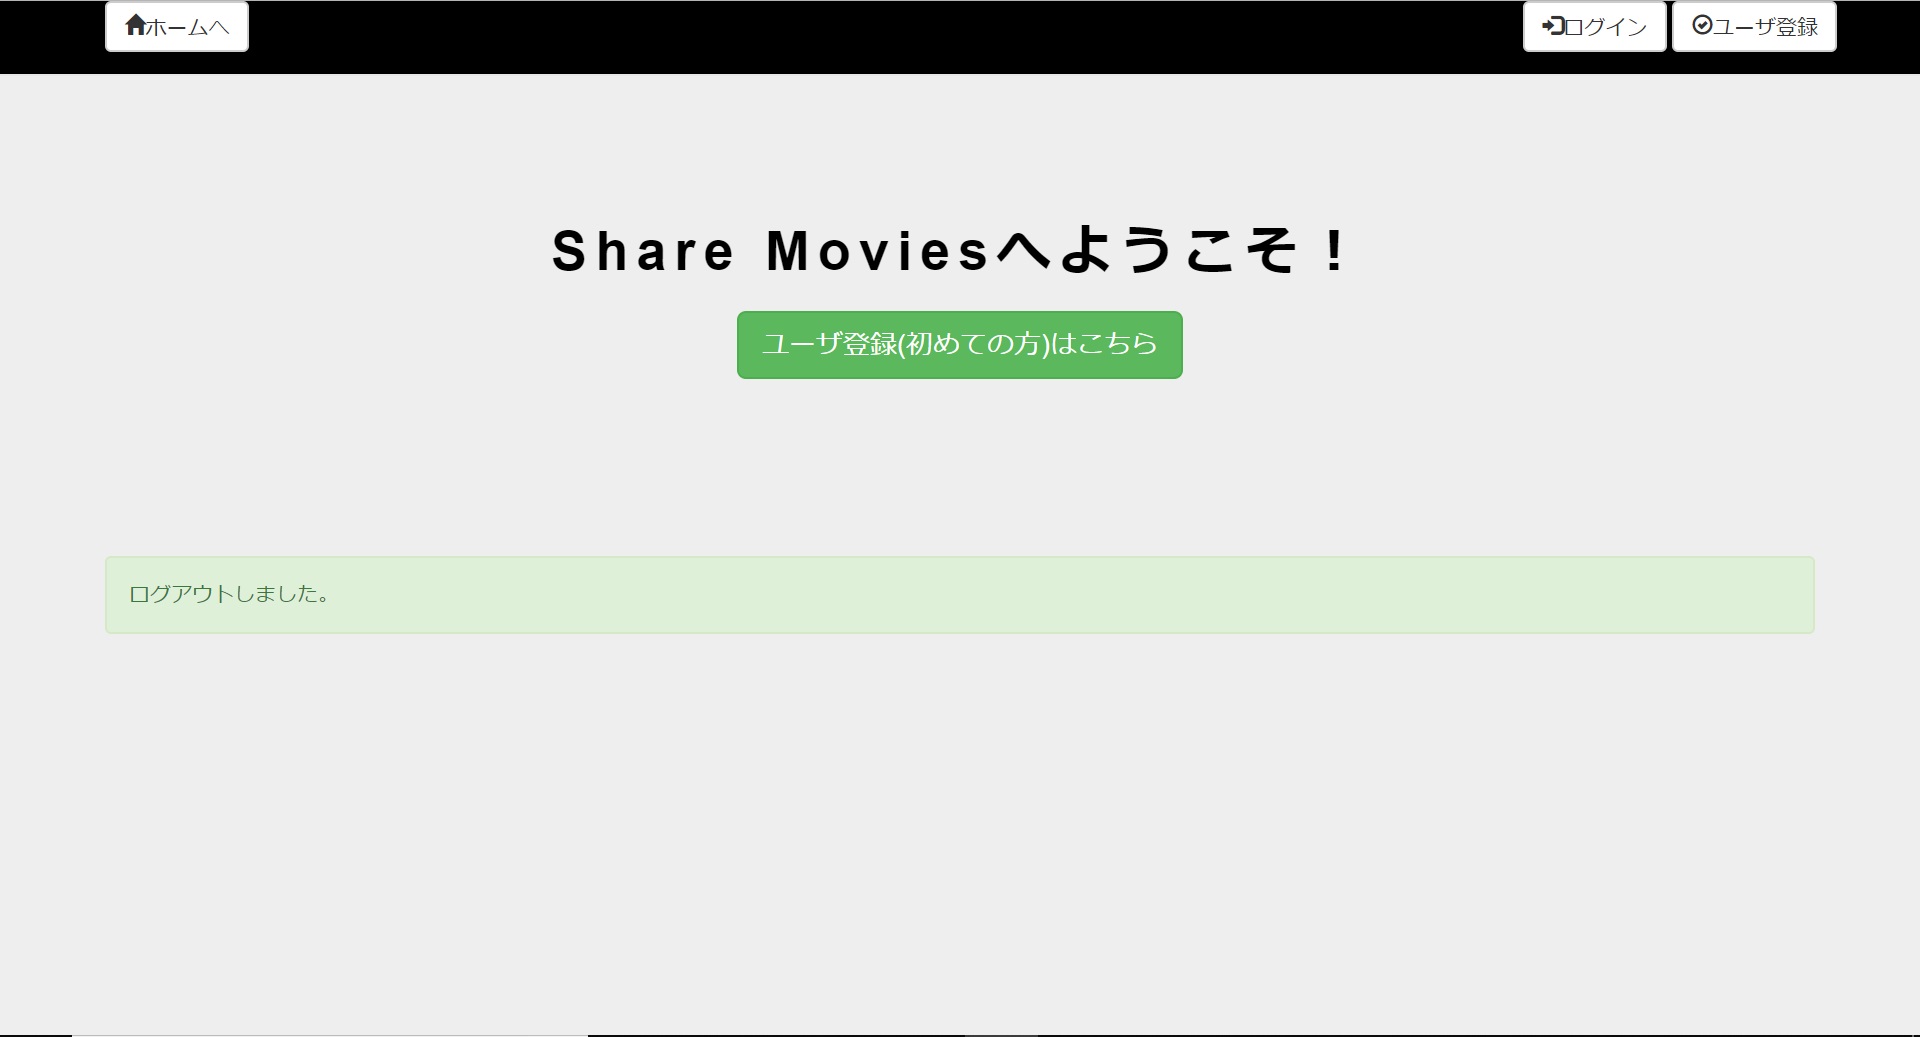 ホームへ
ログイン
ユーザ登録
Share Moviesへようこそ！
ユーザ登録(初めての方)はこちら
ログアウトしました。